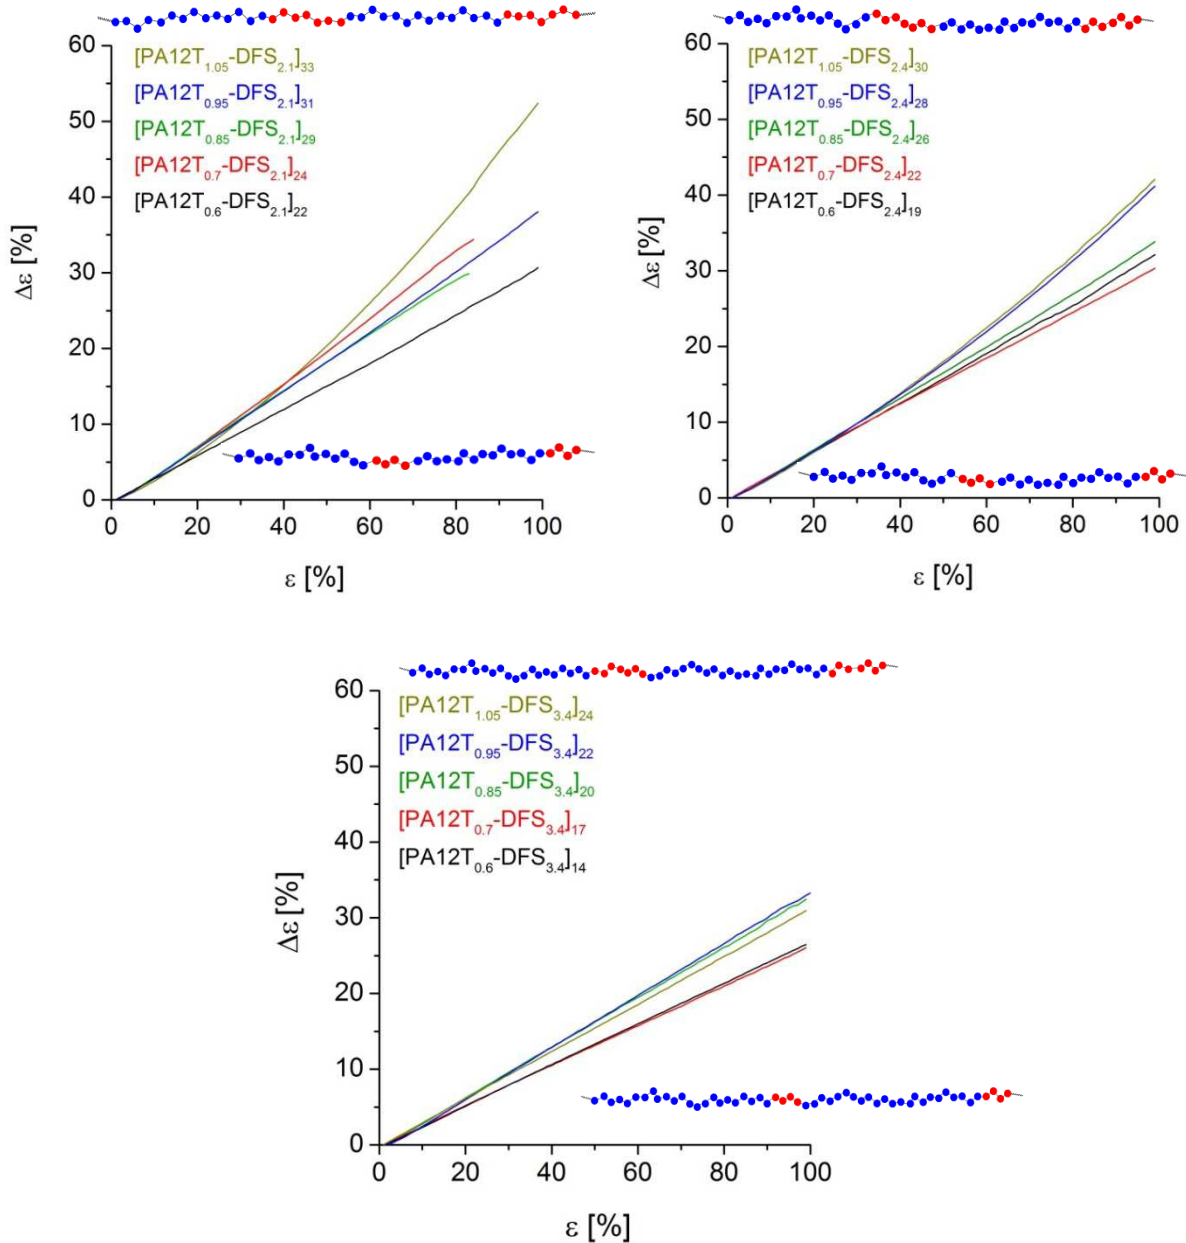 60
50
40
30
20
10
0
Δε [%]
[PA12T1.05-DFS2.1]33
[PA12T0.95-DFS2.1]31
[PA12T0.85-DFS2.1]29
[PA12T0.7-DFS2.1]24
[PA12T0.6-DFS2.1]22
0 20 40 60 80 100
ε [%]
60
50
40
30
20
10
0
Δε [%]
[PA12T1.05-DFS2.4]30
[PA12T0.95-DFS2.4]28
[PA12T0.85-DFS2.4]26
[PA12T0.7-DFS2.4]22
[PA12T0.6-DFS2.4]19
0 20 40 60 80 100
ε [%]
60
50
40
30
20
10
0
Δε [%]
[PA12T1.05-DFS3.4]24
[PA12T0.95-DFS3.4]22
[PA12T0.85-DFS3.4]20
[PA12T0.7-DFS3.4]17
[PA12T0.6-DFS3.4]14
0 20 40 60 80 100
ε [%]